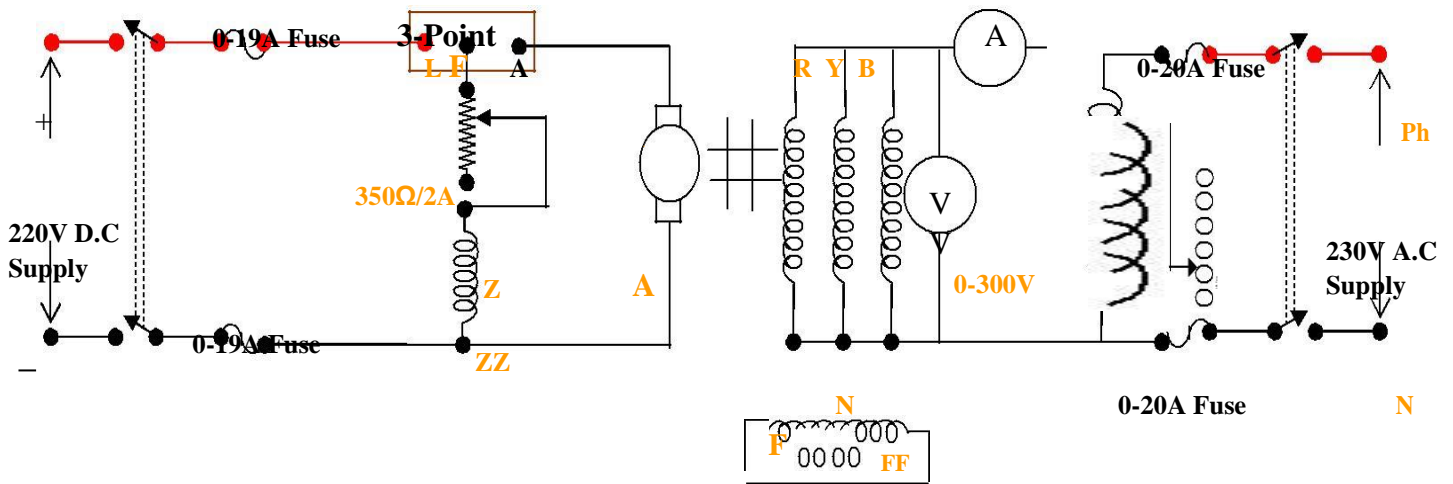 0-19A Fuse
3-Point
L F A
A
R Y B
0-20A Fuse
+
Ph
350Ω/2A
V
V
220V D.C
Supply
Z
A
0-300V
230V A.C
Supply
0-19A Fuse
ZZ
–
N
0-20A Fuse
N
F
FF